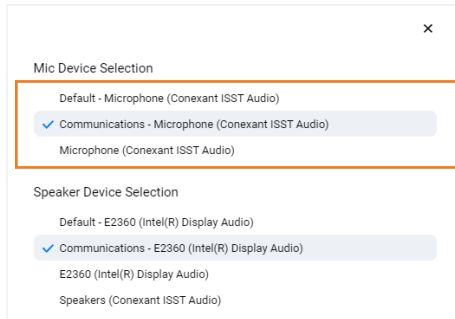 Mic Device Selection
Default - Microphone (Conexant ISST Audio)
Communications - Microphone (Conexant ISST Audio)
Microphone (Conexant ISST Audio)
Speaker Device Selection
Default - E2360 (Intel(R) Display Audio)
Communications - E2360 (Intel(R) Display Audio)
E2360 (Intel(R) Display Audio)
Speakers (Conexant ISST Audio)